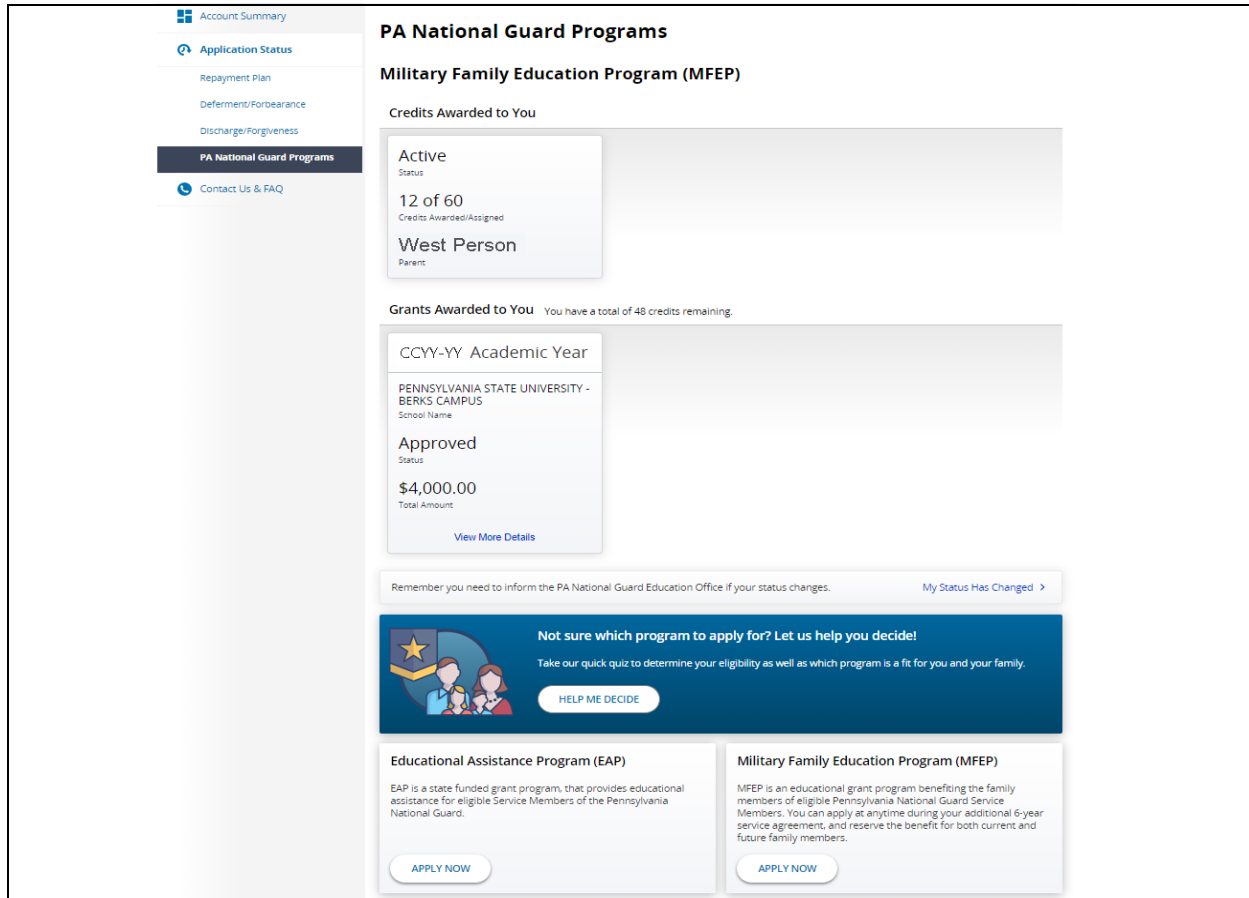 Account Summary
Application Status
Repayment Plan
Deferment/Forbearance
Discharge/Forgiveness
PA National Guard Programs
Contact Us & FAQ
PA National Guard Programs
Military Family Education Program (MFEP)
Credits Awarded to You
Active
Status
12 of 60
Credits Awarded/Assigned
West Person
Parent
Grants Awarded to You You have a total of 48 credits remaining.
CCYY-YY Academic Year
PENNSYLVANIA STATE UNIVERSITY -
BERKS CAMPUS
School Name
Approved
Status
$4,000.00
Total Amount
View More Details
Remember you need to inform the PA National Guard Education Office if your status changes. My Status Has Changed >
Not sure which program to apply for? Let us help you decide!
Take our quick quiz to determine your eligibility as well as which program is a fit for you and your family.
HELP ME DECIDE
Educational Assistance Program (EAP)
EAP is a state funded grant program, that provides educational
assistance for eligible Service Members of the Pennsylvania
National Guard.
APPLY NOW
Military Family Education Program (MFEP)
MFEP is an educational grant program benefiting the family
members of eligible Pennsylvania National Guard Service
Members. You can apply at anytime during your additional 6-year
service agreement, and reserve the benefit for both current and
future family members.
APPLY NOW